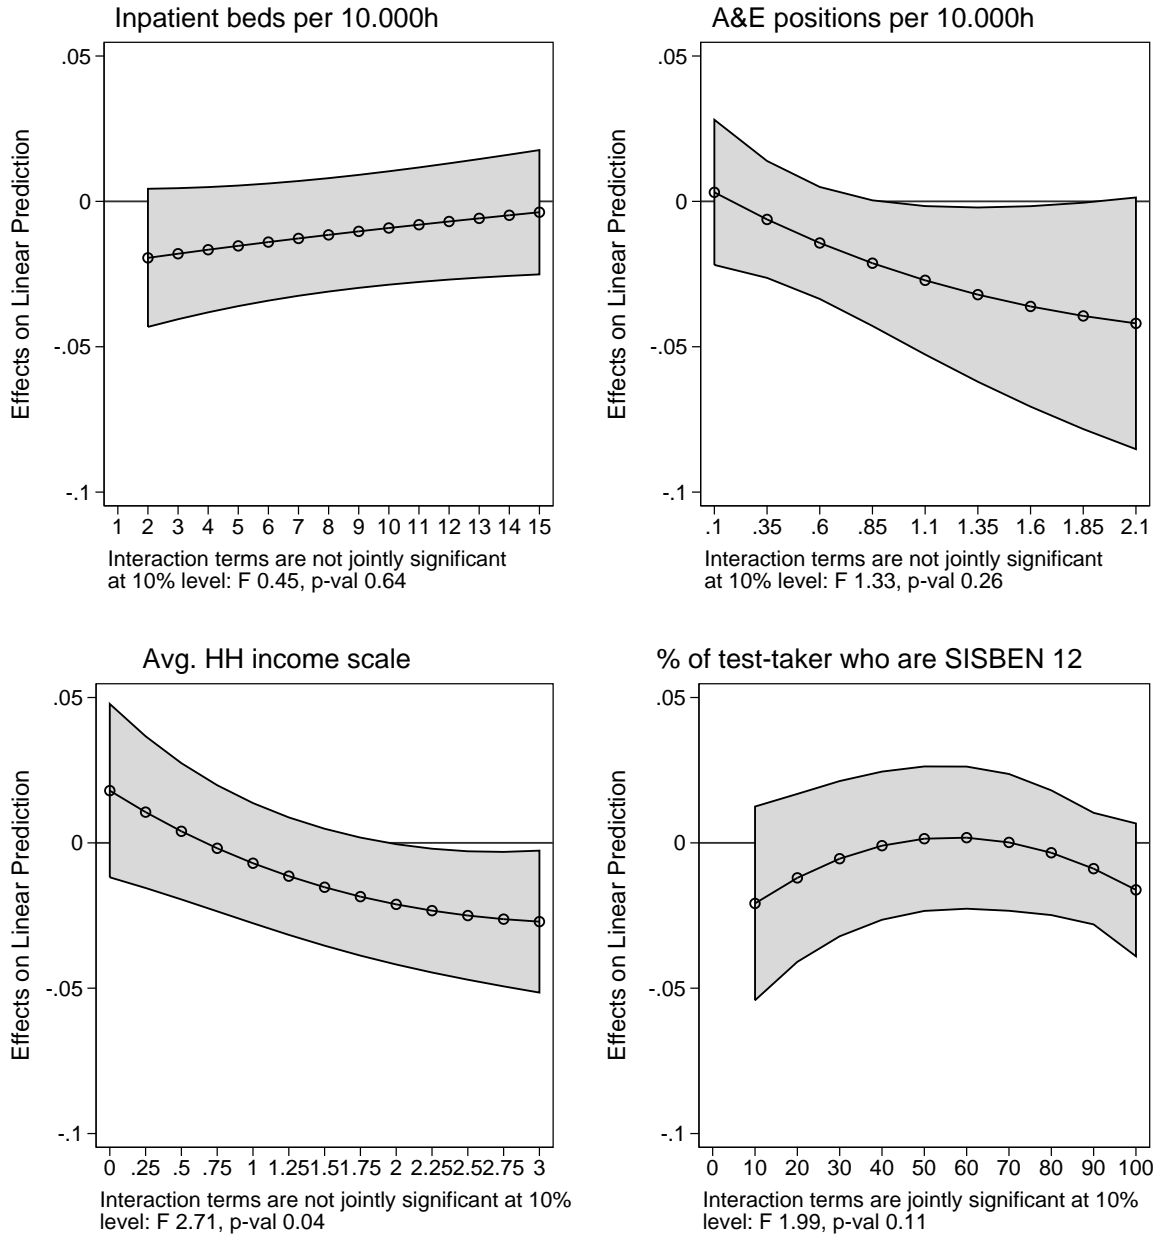 Inpatient beds per 10.000h
A&E positions per 10.000h
Effects on Linear Prediction
.05
0
-.05
-.1
1 2 3 4 5 6 7 8 9 10 11 12 13 14 15
Interaction terms are not jointly significant
at 10% level: F 0.45, p-val 0.64
Effects on Linear Prediction
.05
0
-.05
-.1
.1 .35 .6 .85 1.1 1.35 1.6 1.85 2.1
Interaction terms are not jointly significant
at 10% level: F 1.33, p-val 0.26
Avg. HH income scale
% of test-taker who are SISBEN 12
Effects on Linear Prediction
.05
0
-.05
-.1
0 .25 .5 .75 1 1.25 1.5 1.75 2 2.25 2.5 2.75 3
Interaction terms are not jointly significant at 10%
level: F 2.71, p-val 0.04
Effects on Linear Prediction
.05
0
-.05
-.1
0 10 20 30 40 50 60 70 80 90 100
Interaction terms are jointly significant at 10%
level: F 1.99, p-val 0.11